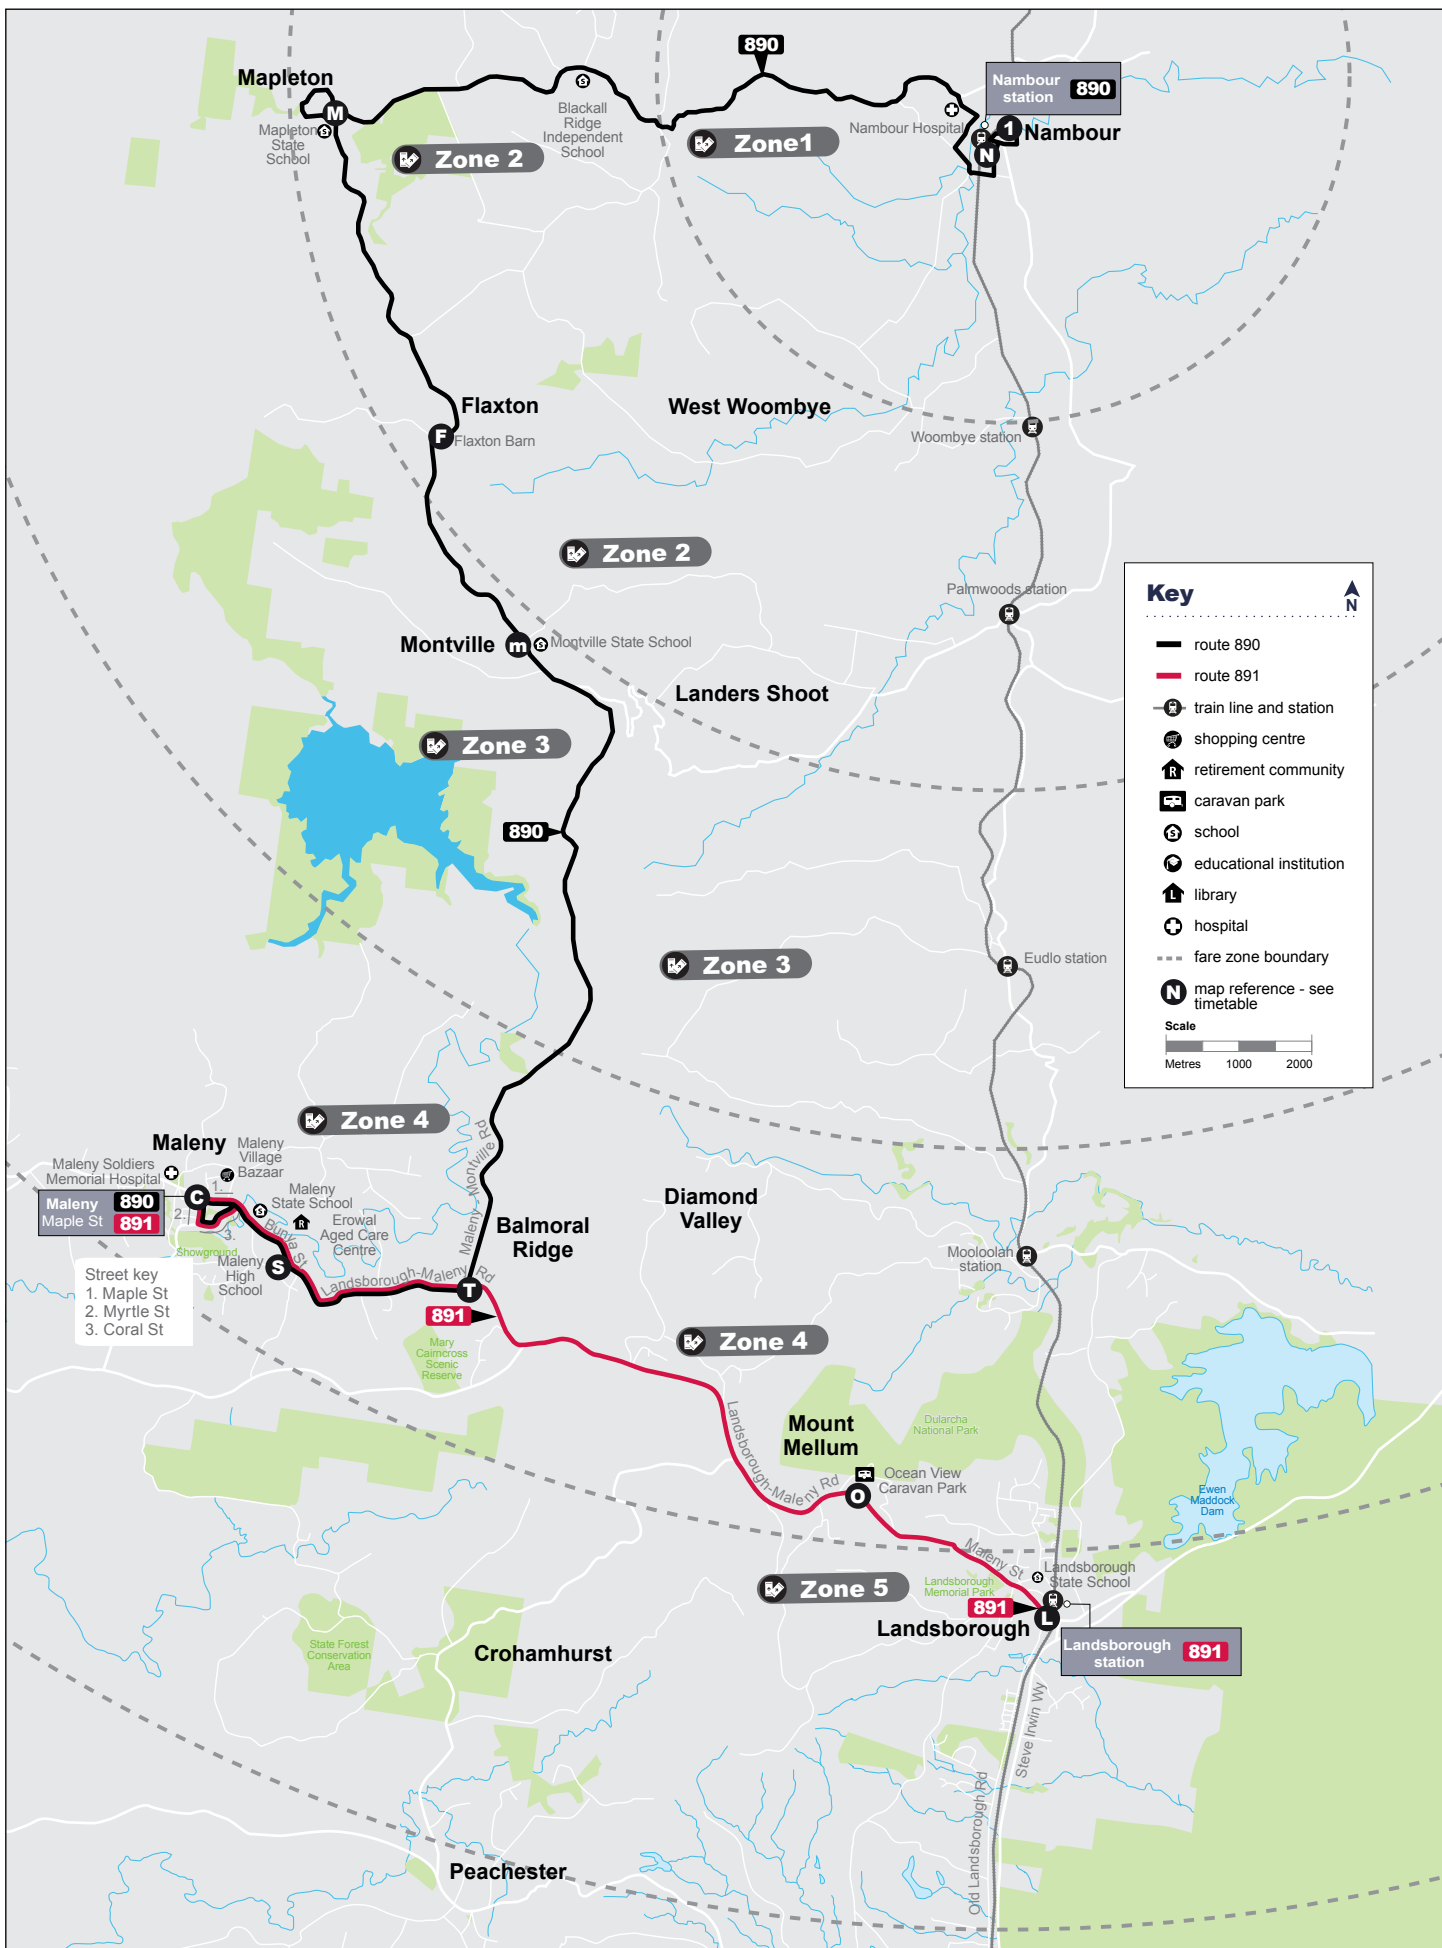 890
Mapleton
M
Mapleton
State
School
Blackall
Ridge
Independent
School
Zone 2
Zone1
Nambour Hospital
Nambour
station
890
1
Nambour
N
Flaxton
F
Flaxton Barn
West Woombye
Woombye station
Zone 2
Palmwoods station
Montville
m
Montville State School
Landers Shoot
Zone 3
890
Zone 3
Eudlo station
Key
N
route 890
route 891
train line and station
shopping centre
R
retirement community
caravan park
S
school
educational institution
L
library
hospital
fare zone boundary
N
map reference - see
timetable
Scale
Metres 1000 2000
Zone 4
Maleny
Maleny Soldiers
Memorial Hospital
Maleny
Village
Bazaar
Maleny
State School
R
Erowal
Aged Care
Centre
Maleny
Maple St
890
891
C
1.
2.
3.
Showground
Bunya St
Maleny
High
School
S
Street key
1. Maple St
2. Myrtle St
3. Coral St
Landsborough-Maleny Rd
Maleny - Montville Rd
Balmoral
Ridge
T
891
Mary
Cairncross
Scenic
Reserve
Diamond
Valley
Mooloolah
station
Zone 4
Landsborough-Maleny Rd
Mount
Mellum
Dularcha
National Park
O
Ocean View
Caravan Park
Ewen
Maddock
Dam
Maleny St
Landsborough
State School
Zone 5
Landsborough
Memorial Park
891
Landsborough
L
Landsborough
station
891
State Forest
Conservation
Area
Crohamhurst
Steve Irwin Wy
Old Landsborough Rd
Peachester